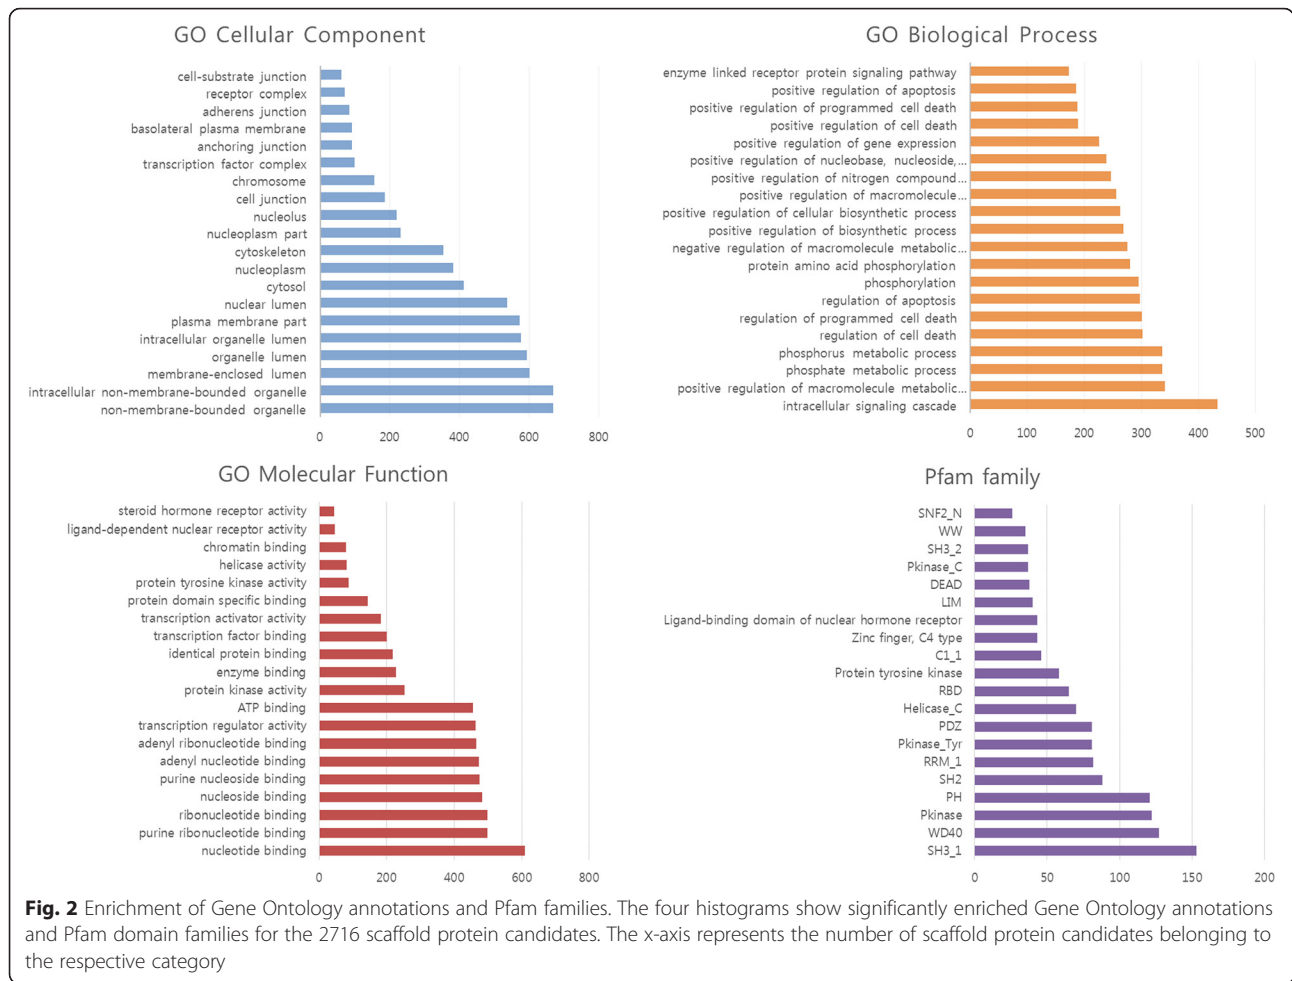 GO Cellular Component
cell-substrate junction
receptor complex
adherens junction
basolateral plasma membrane
anchoring junction
transcription factor complex
chromosome
cell junction
nucleolus
nucleoplasm part
cytoskeleton
nucleoplasm
cytosol
nuclear lumen
plasma membrane part
intracellular organelle lumen
organelle lumen
membrane-enclosed lumen
intracellular non-membrane-bounded organelle
non-membrane-bounded organelle
0 200 400 600 800
GO Biological Process
enzyme linked receptor protein signaling pathway
positive regulation of apoptosis
positive regulation of programmed cell death
positive regulation of cell death
positive regulation of gene expression
positive regulation of nucleobase, nucleoside,...
positive regulation of nitrogen compound...
positive regulation of macromolecule...
positive regulation of cellular biosynthetic process
positive regulation of biosynthetic process
negative regulation of macromolecule metabolic...
protein amino acid phosphorylation
phosphorylation
regulation of apoptosis
regulation of programmed cell death
regulation of cell death
phosphorus metabolic process
phosphate metabolic process
positive regulation of macromolecule metabolic...
intracellular signaling cascade
0 100 200 300 400 500
GO Molecular Function
steroid hormone receptor activity
ligand-dependent nuclear receptor activity
chromatin binding
helicase activity
protein tyrosine kinase activity
protein domain specific binding
transcription activator activity
transcription factor binding
identical protein binding
enzyme binding
protein kinase activity
ATP binding
transcription regulator activity
adenyl ribonucleotide binding
adenyl nucleotide binding
purine nucleoside binding
nucleoside binding
ribonucleotide binding
purine ribonucleotide binding
nucleotide binding
0 200 400 600 800
Pfam family
SNF2_N
WW
SH3_2
Pkinase_C
DEAD
LIM
Ligand-binding domain of nuclear hormone receptor
Zinc finger, C4 type
C1_1
Protein tyrosine kinase
RBD
Helicase_C
PDZ
Pkinase_Tyr
RRM_1
SH2
PH
Pkinase
WD40
SH3_1
0 50 100 150 200
Fig. 2 Enrichment of Gene Ontology annotations and Pfam families. The four histograms show significantly enriched Gene Ontology annotations
and Pfam domain families for the 2716 scaffold protein candidates. The x-axis represents the number of scaffold protein candidates belonging to
the respective category